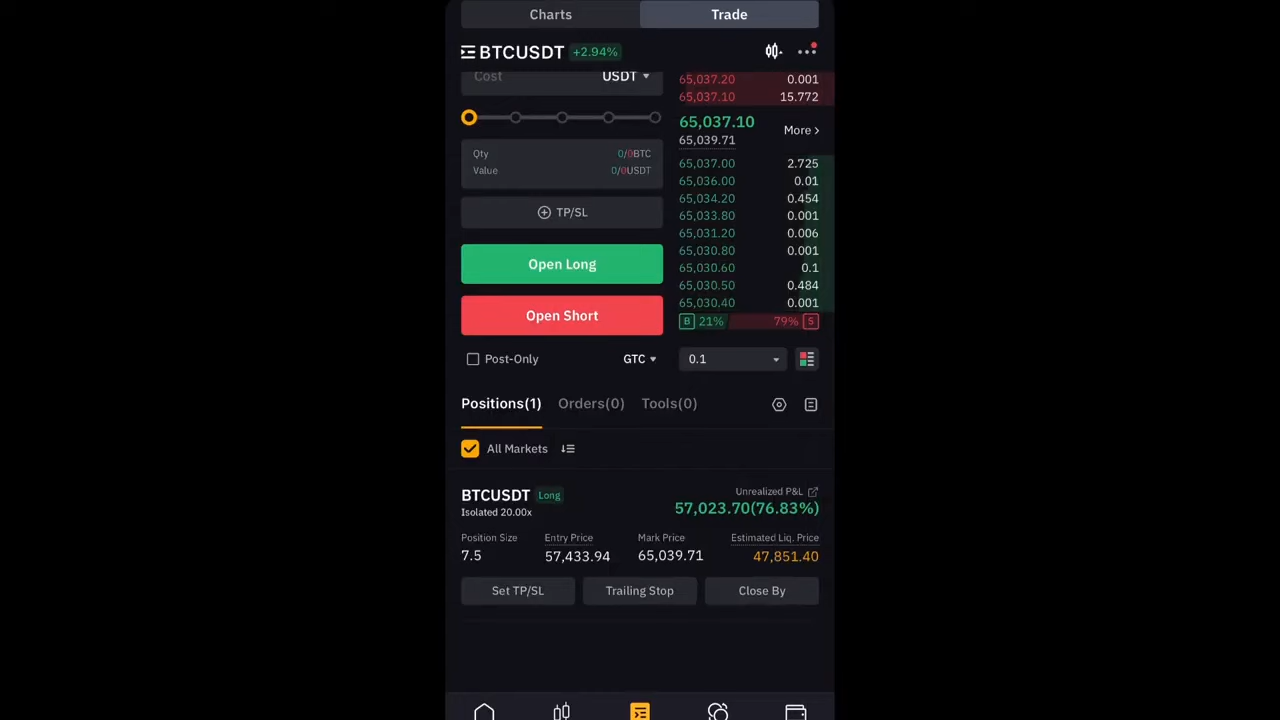 Charts Trade
BTCUSDT +2.94%
Cost USDT
65,037.20 0.001
65,037.10 15.772
65,037.10
65,039.71
More
Qty 0/0BTC
Value 0/0USDT
65,037.00 2.725
65,036.00 0.01
65,034.20 0.454
65,033.80 0.001
65,031.20 0.006
65,030.80 0.001
65,030.60 0.1
65,030.50 0.484
65,030.40 0.001
TP/SL
Open Long
Open Short
B 21% 79% S
Post-Only GTC 0.1
Positions(1) Orders(0) Tools(0)
All Markets
BTCUSDT Long
Isolated 20.00x
Unrealized P&L
57,023.70(76.83%)
Position Size Entry Price Mark Price Estimated Liq. Price
7.5 57,433.94 65,039.71 47,851.40
Set TP/SL Trailing Stop Close By